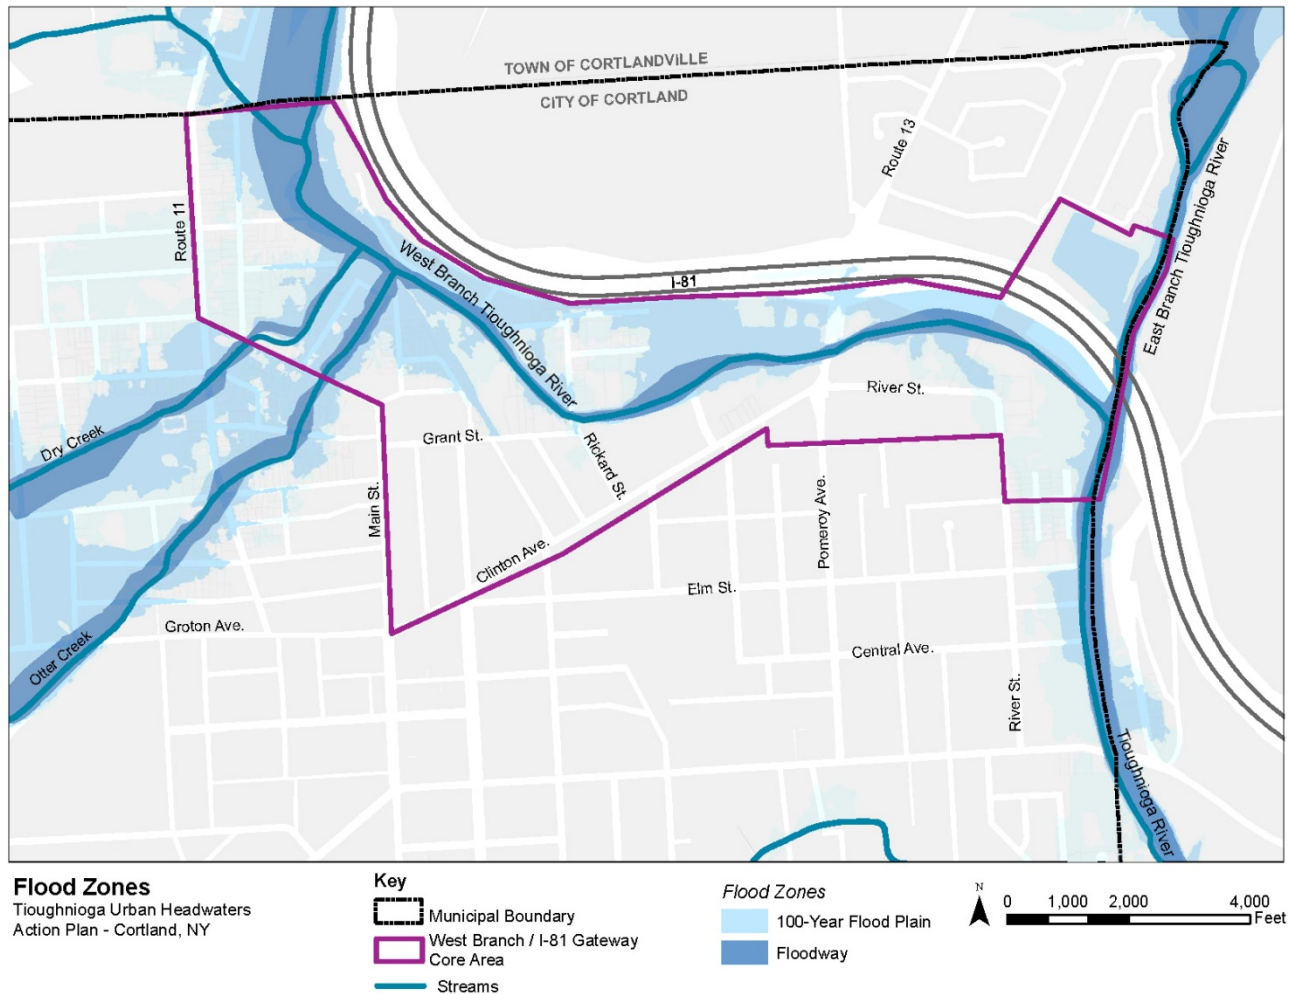 TOWN OF CORTLANDVILLE
CITY OF CORTLAND
Route 13
Route 11
East Branch Tioughnioga River
West Branch Tioughnioga River
I-81
River St.
Dry Creek
Grant St.
Rickard St.
Main St.
Pomeroy Ave.
Clinton Ave.
Elm St.
Groton Ave.
Otter Creek
Central Ave.
River St.
Tioughnioga River
Flood Zones
Tioughnioga Urban Headwaters
Action Plan - Cortland, NY
Key
Municipal Boundary
West Branch / I-81 Gateway
Core Area
Streams
Flood Zones
100-Year Flood Plain
Floodway
N
0 1,000 2,000 4,000
Feet